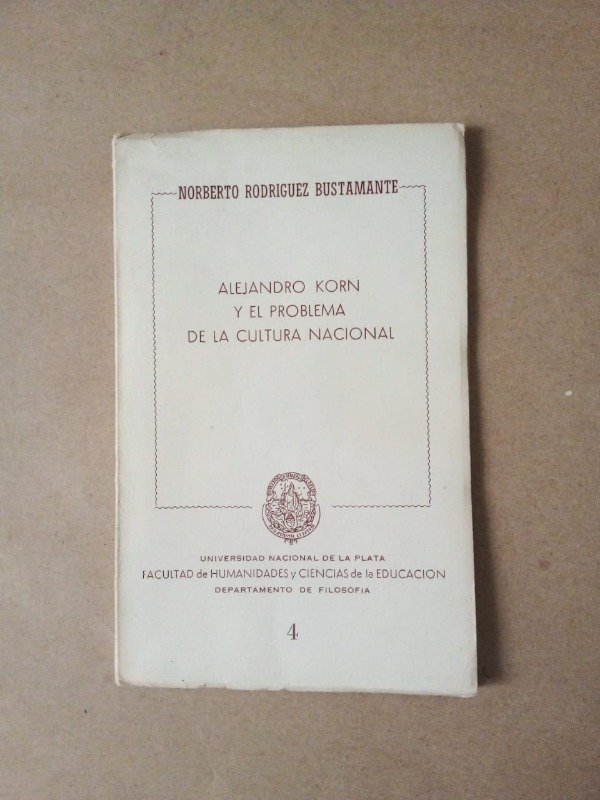 NORBERTO RODRIGUEZ BUSTAMANTE
ALEJANDRO KORN
Y EL PROBLEMA
DE LA CULTURA NACIONAL
UNIVERSIDAD NACIONAL DE LA PLATA
FACULTAD de HUMANIDADES y CIENCIAS de la EDUCACION
DEPARTAMENTO DE FILOSOFIA
4